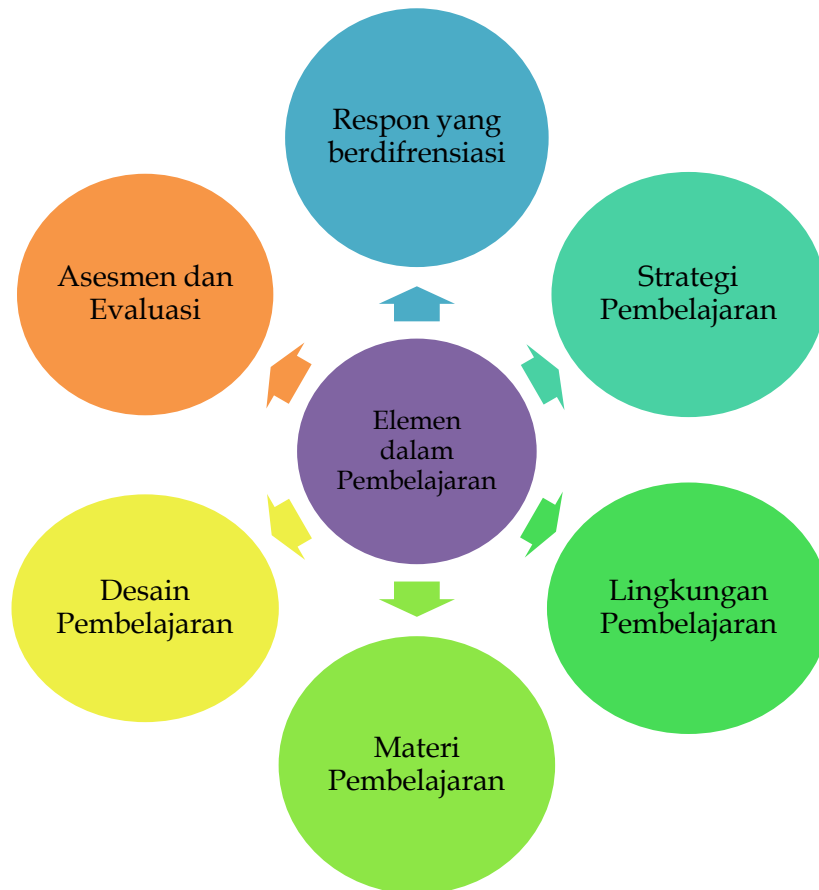 Respon yang
berdifrensiasi
Asesmen dan
Evaluasi
Strategi
Pembelajaran
Elemen
dalam
Pembelajaran
Desain
Pembelajaran
Lingkungan
Pembelajaran
Materi
Pembelajaran